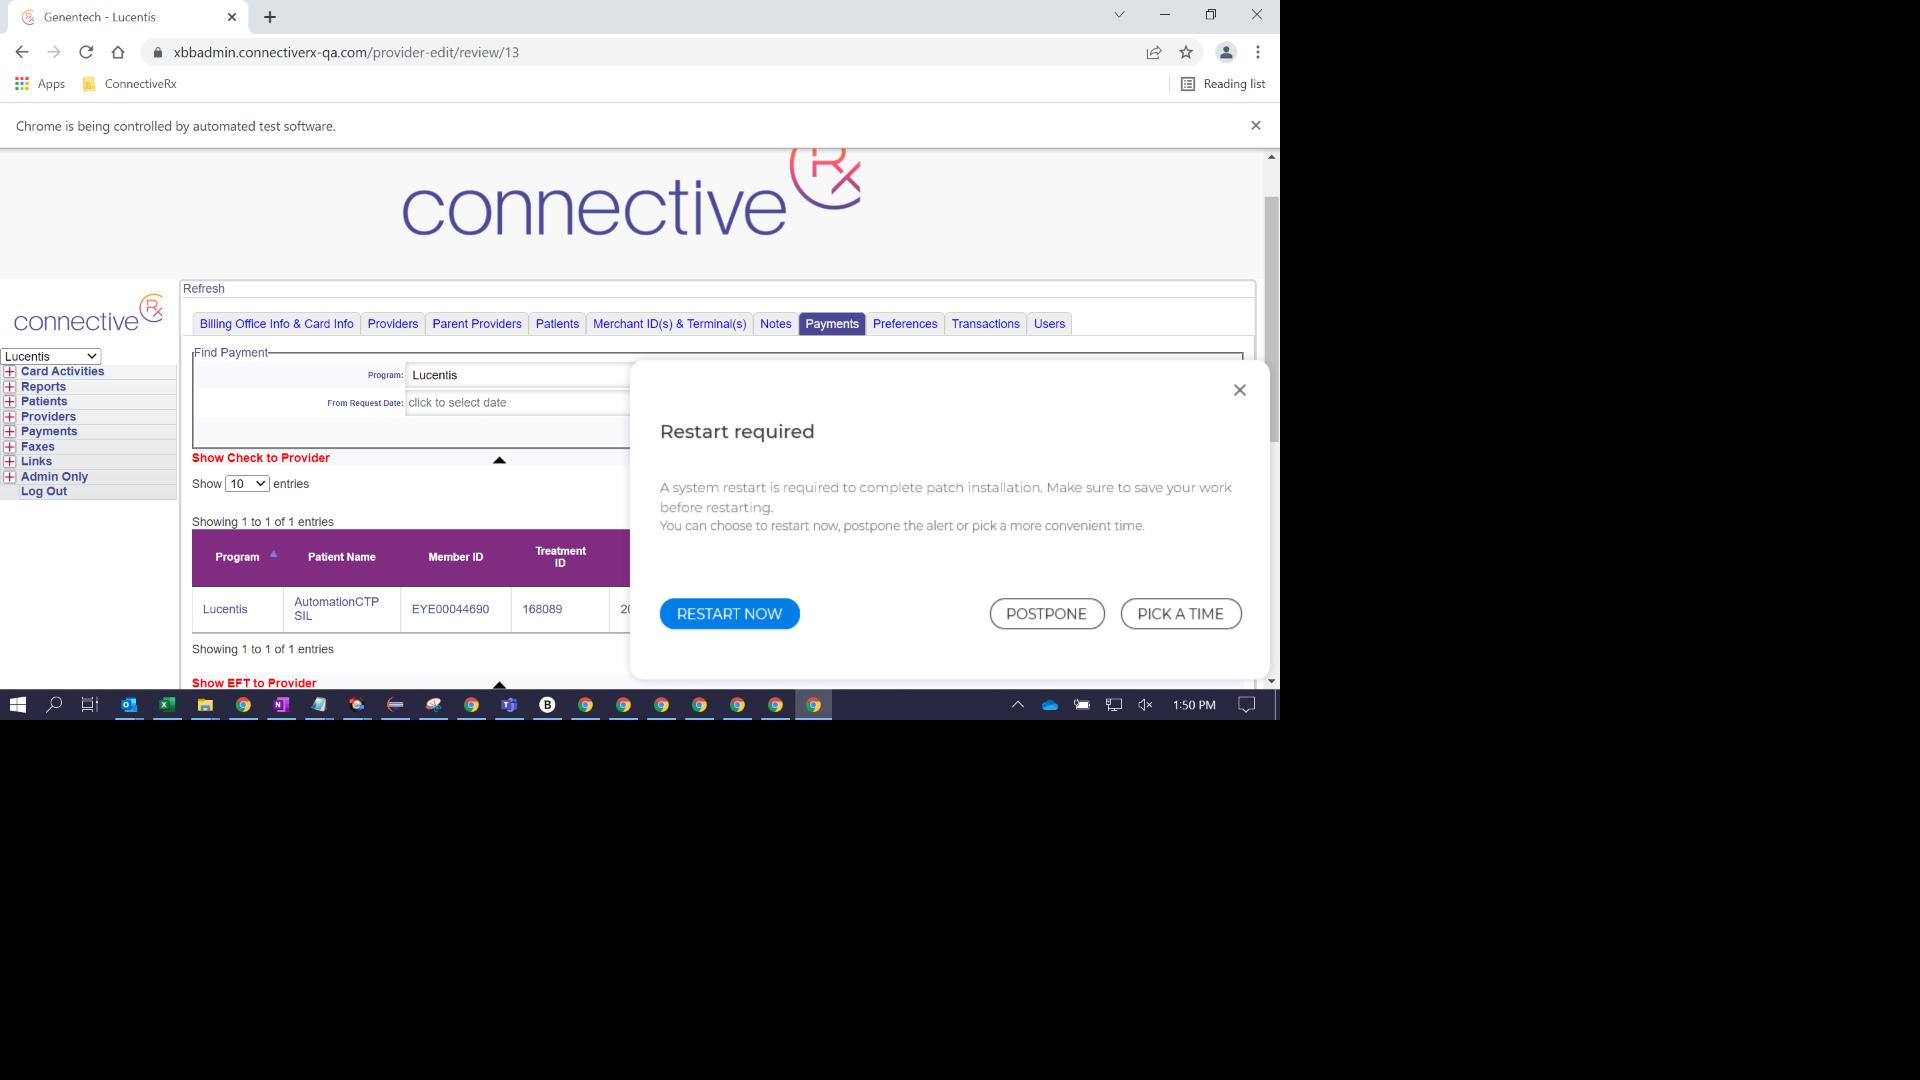 Genentech - Lucentis
xbbadmin.connectiverx-qa.com/provider-edit/review/13
Apps
ConnectiveRx
Reading list
Chrome is being controlled by automated test software.
connective Rx
connective Rx
Lucentis
Card Activities
Reports
Patients
Providers
Payments
Faxes
Links
Admin Only
Log Out
Refresh
Billing Office Info & Card Info Providers Parent Providers Patients Merchant ID(s) & Terminal(s) Notes Payments Preferences Transactions Users
Find Payment
Program: Lucentis
From Request Date: click to select date
Show Check to Provider
Show 10 entries
Showing 1 to 1 of 1 entries
Program Patient Name Member ID Treatment ID
Lucentis AutomationCTP SIL EYE00044690 168089 20
Showing 1 to 1 of 1 entries
Show EFT to Provider
Restart required
A system restart is required to complete patch installation. Make sure to save your work
before restarting.
You can choose to restart now, postpone the alert or pick a more convenient time.
RESTART NOW POSTPONE PICK A TIME
1:50 PM